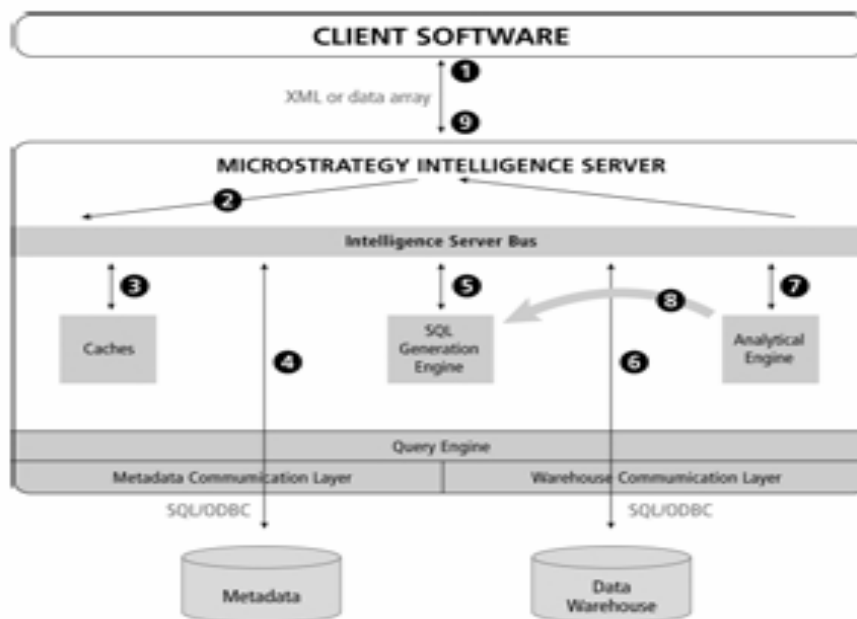 CLIENT SOFTWARE
1
XML or data array
9
MICROSTRATEGY INTELLIGENCE SERVER
2
Intelligence Server Bus
3
5
8
7
Caches
4
SQL
Generation
Engine
6
Analytical
Engine
Query Engine
Metadata Commumication Layer
Warehouse Commumication Layer
SQL/ODBC
SQL/ODBC
Metadata
Data
Warehouse